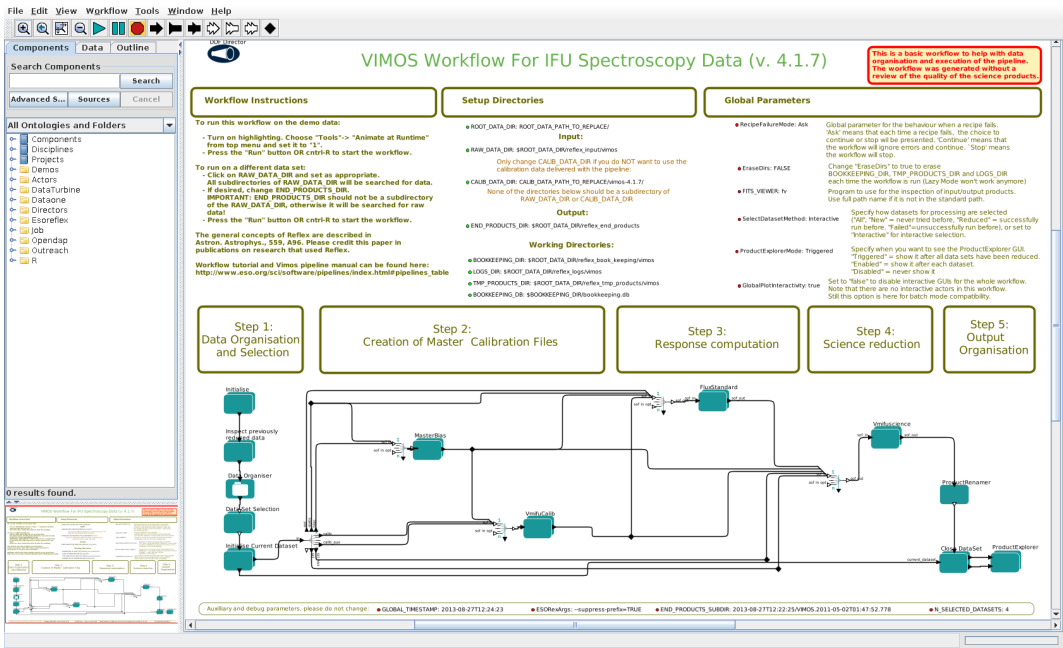 File Edit View Workflow Tools Window Help
Components Data Outline
Search Components
Search
Advanced S... Sources Cancel
All Ontologies and Folders
Components
Disciplines
Projects
Demos
Actors
DataTurbine
Dataone
Directors
Esoreflex
Job
Opendap
Outreach
R
0 results found.
DDF Director
VIMOS Workflow For IFU Spectroscopy Data (v. 4.1.7)
This is a basic workflow to help with data
organisation and execution of the pipeline.
The workflow was generated without a
review of the quality of the science products.
Workflow Instructions
To run this workflow on the demo data:
- Turn on highlighting. Choose "Tools"-> "Animate at Runtime"
from top menu and set it to "1".
- Press the "Run" button OR cntrl-R to start the workflow.
To run on a different data set:
- Click on RAW_DATA_DIR and set as appropriate.
All subdirectories of RAW_DATA_DIR will be searched for data.
- If desired, change END_PRODUCTS_DIR.
IMPORTANT: END_PRODUCTS_DIR should not be a subdirectory
of the RAW_DATA_DIR, otherwise it will be searched for raw
data!
- Press the "Run" button OR cntrl-R to start the workflow.
The general concepts of Reflex are described in
Astron. Astrophys., 559, A96. Please credit this paper in
publications on research that used Reflex.
Workflow tutorial and Vimos pipeline manual can be found here:
http://www.eso.org/sci/software/pipelines/index.html#pipelines_table
Setup Directories
ROOT_DATA_DIR: ROOT_DATA_PATH_TO_REPLACE/
Input:
RAW_DATA_DIR: $ROOT_DATA_DIR/reflex_input/vimos
Only change CALIB_DATA_DIR if you do NOT want to use the
calibration data delivered with the pipeline:
CALIB_DATA_DIR: CALIB_DATA_PATH_TO_REPLACE/vimos-4.1.7/
None of the directories below should be a subdirectory of
RAW_DATA_DIR or CALIB_DATA_DIR
Output:
END_PRODUCTS_DIR: $ROOT_DATA_DIR/reflex_end_products
Working Directories:
BOOKKEEPING_DIR: $ROOT_DATA_DIR/reflex_book_keeping/vimos
LOGS_DIR: $ROOT_DATA_DIR/reflex_logs/vimos
TMP_PRODUCTS_DIR: $ROOT_DATA_DIR/reflex_tmp_products/vimos
BOOKKEEPING_DB: $BOOKKEEPING_DIR/bookkeeping.db
Global Parameters
RecipeFailureMode: Ask
Global parameter for the behaviour when a recipe fails.
'Ask' means that each time a recipe fails, the choice to
continue or stop wil be presented. 'Continue' means that
the workflow will ignore errors and continue. `Stop' means
the workflow will stop.
EraseDirs: FALSE
Change "EraseDirs" to true to erase
BOOKKEEPING_DIR, TMP_PRODUCTS_DIR and LOGS_DIR
each time the workflow is run (Lazy Mode won't work anymore)
FITS_VIEWER: fv
Program to use for the inspection of input/output products.
Use full path name if it is not in the standard path.
SelectDatasetMethod: Interactive
Specify how datasets for processing are selected
("All", "New" = never tried before, "Reduced" = successfully
run before. "Failed"=unsuccessfully run before), or set to
"Interactive" for interactive selection.
ProductExplorerMode: Triggered
Specify when you want to see the ProductExplorer GUI.
"Triggered" = show it after all data sets have been reduced.
"Enabled" = show it after each dataset.
"Disabled" = never show it
GlobalPlotInteractivity: true
Set to "false" to disable interactive GUIs for the whole workflow.
Note that there are no interactive actors in this workflow.
Still this option is here for batch mode compatibility.
Step 1:
Data Organisation
and Selection
Step 2:
Creation of Master Calibration Files
Step 3:
Response computation
Step 4:
Science reduction
Step 5:
Output
Organisation
Initialise
Inspect previously
reduced data
Data Organiser
DataSet Selection
Initialise Current Dataset
MasterBias
VmifuCalib
FluxStandard
Vmifuscience
ProductRenamer
Close DataSet
ProductExplorer
current_dataset
Auxilliary and debug parameters, please do not change:
GLOBAL_TIMESTAMP: 2013-08-27T12:24:23
ESORexArgs: --suppress-prefix=TRUE
END_PRODUCTS_SUBDIR: 2013-08-27T12:22:25/VIMOS.2011-05-02T01:47:52.778
N_SELECTED_DATASETS: 4